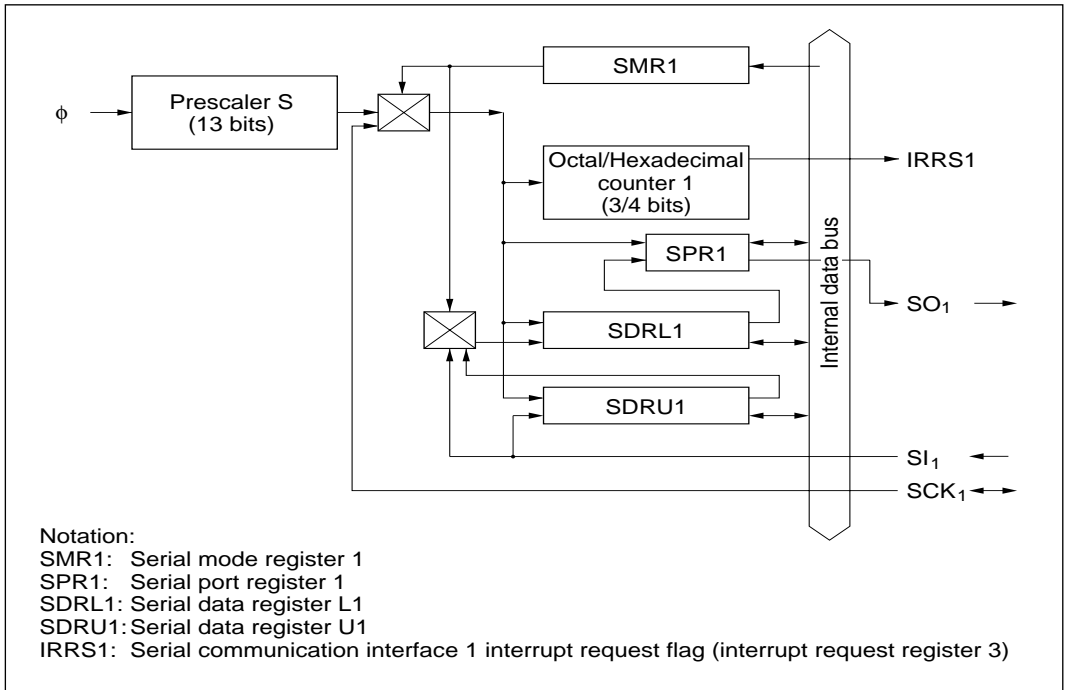 SMR1
Prescaler S
(13 bits)
ϕ
Octal/Hexadecimal
counter 1
(3/4 bits)
IRRS1
SPR1
Internal data bus
SO1
SDRL1
SDRU1
SI1
SCK1
Notation:
SMR1: Serial mode register 1
SPR1: Serial port register 1
SDRL1: Serial data register L1
SDRU1: Serial data register U1
IRRS1: Serial communication interface 1 interrupt request flag (interrupt request register 3)